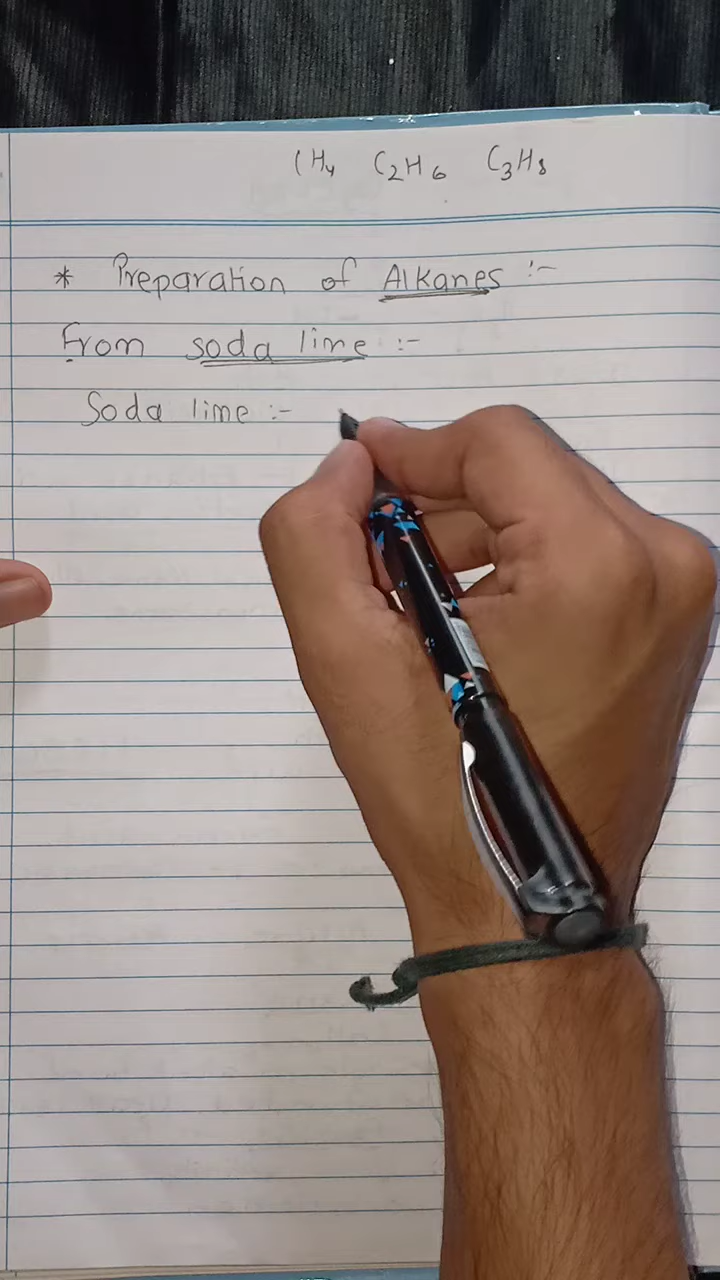 CH4 C2H6 C3H8
* Preparation of Alkanes :-
From soda lime :-
Soda lime :-